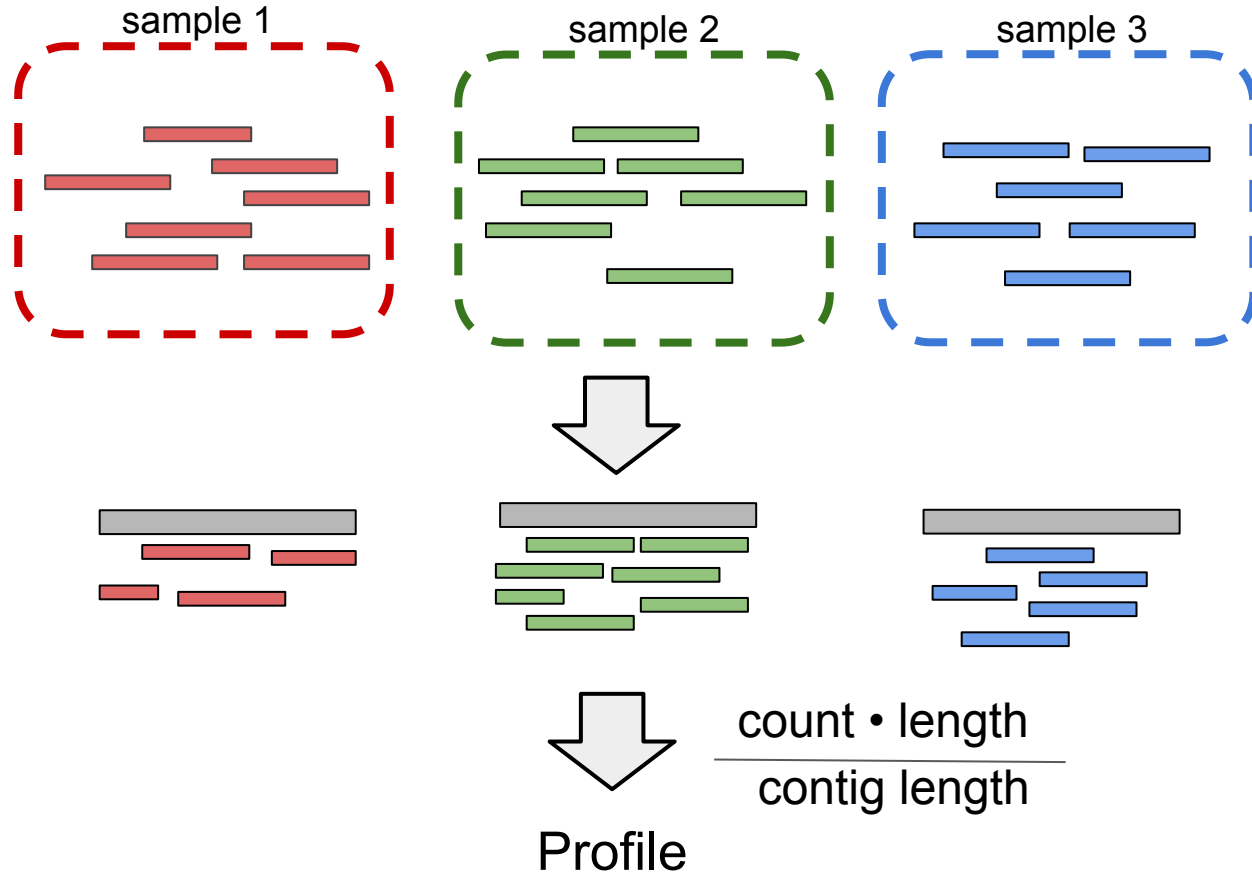 sample 1
sample 2
sample 3
count • length
contig length
Profile